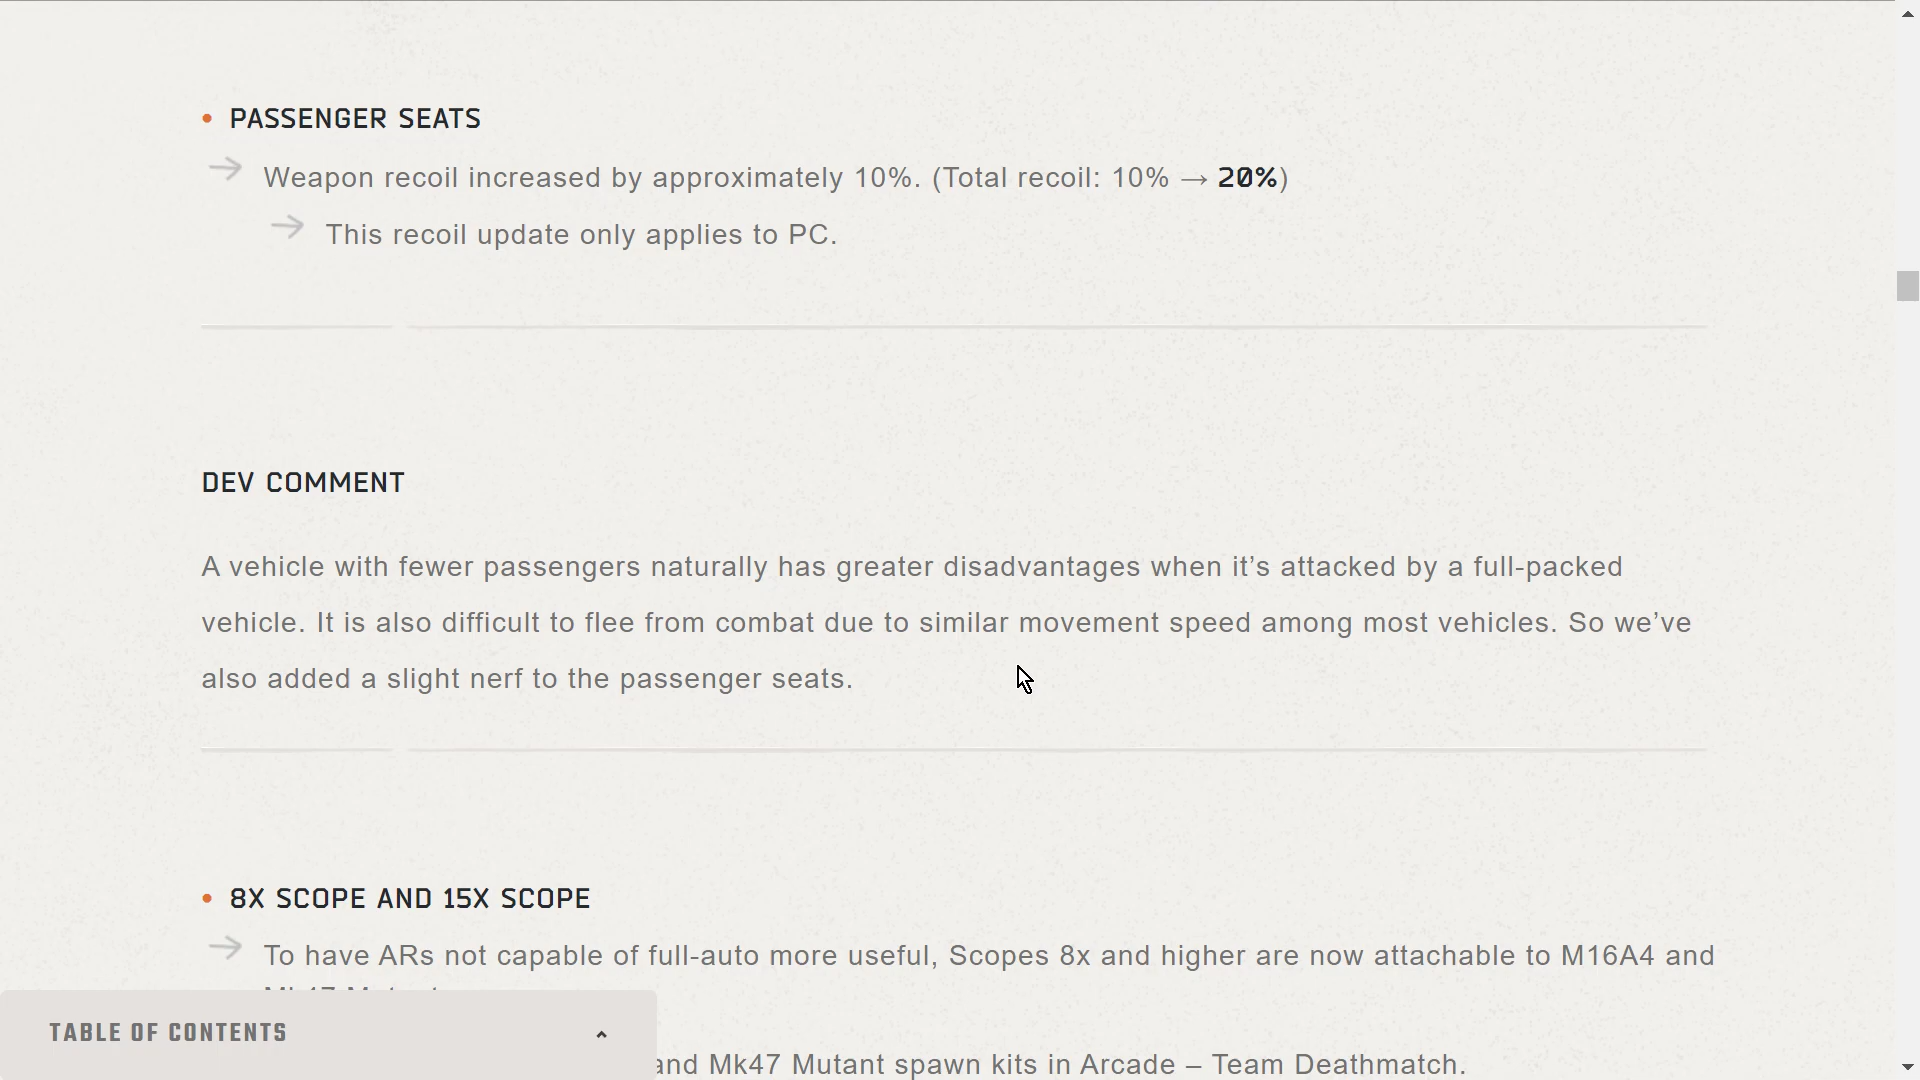 PASSENGER SEATS
Weapon recoil increased by approximately 10%. (Total recoil: 10% → 20%)
This recoil update only applies to PC.
DEV COMMENT
A vehicle with fewer passengers naturally has greater disadvantages when it’s attacked by a full-packed
vehicle. It is also difficult to flee from combat due to similar movement speed among most vehicles. So we’ve
also added a slight nerf to the passenger seats.
8X SCOPE AND 15X SCOPE
To have ARs not capable of full-auto more useful, Scopes 8x and higher are now attachable to M16A4 and
TABLE OF CONTENTS
and Mk47 Mutant spawn kits in Arcade – Team Deathmatch.